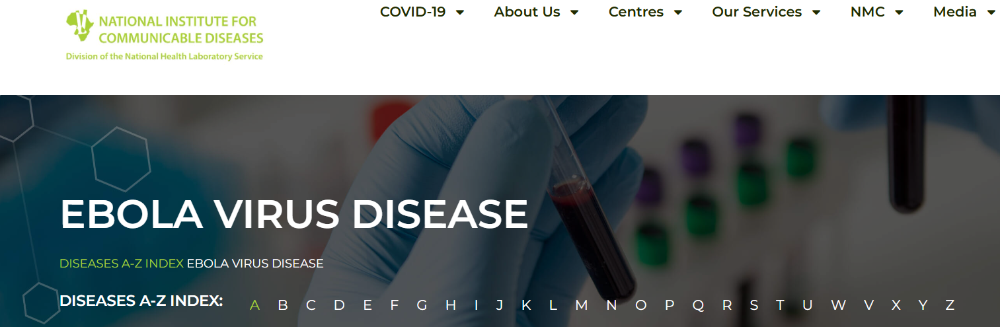 NATIONAL INSTITUTE FOR
COMMUNICABLE DISEASES
Division of the National Health Laboratory Service
COVID-19 About Us Centres Our Services NMC Media
EBOLA VIRUS DISEASE
DISEASES A-Z INDEX EBOLA VIRUS DISEASE
DISEASES A-Z INDEX: A B C D E F G H I J K L M N O P Q R S T U W V X Y Z